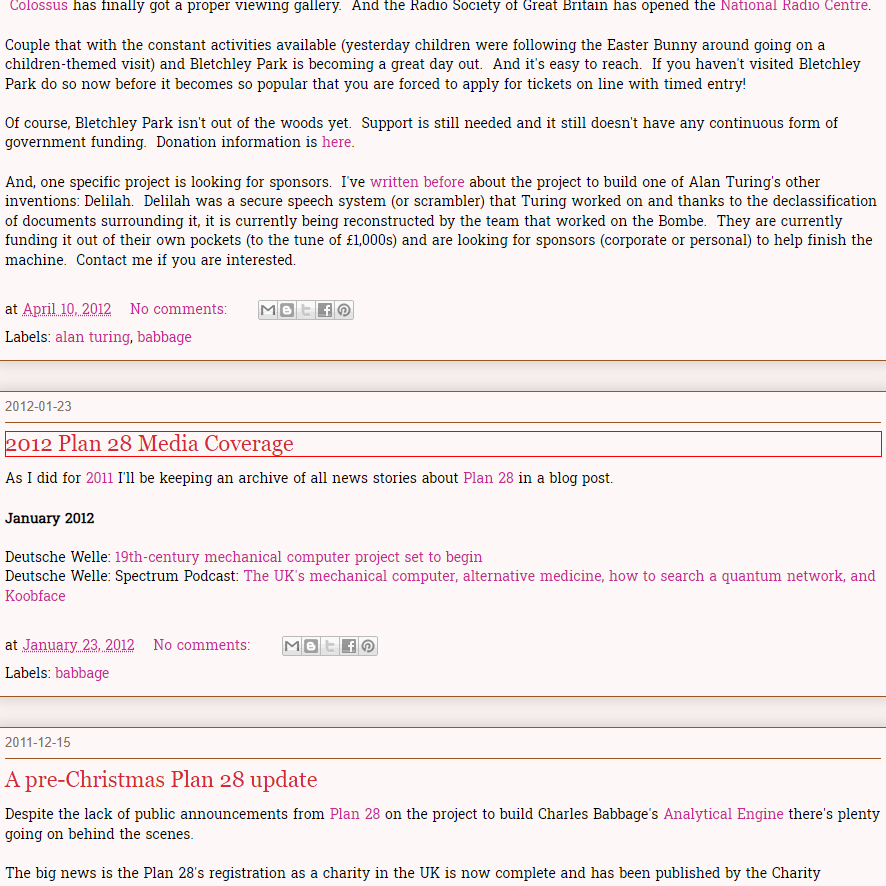 Colossus has finally got a proper viewing gallery.  And the Radio Society of Great Britain has opened the National Radio Centre.
Couple that with the constant activities available (yesterday children were following the Easter Bunny around going on a
children-themed visit) and Bletchley Park is becoming a great day out.  And it's easy to reach.  If you haven't visited Bletchley
Park do so now before it becomes so popular that you are forced to apply for tickets on line with timed entry!
Of course, Bletchley Park isn't out of the woods yet.  Support is still needed and it still doesn't have any continuous form of
government funding.  Donation information is here.
And, one specific project is looking for sponsors.  I've written before about the project to build one of Alan Turing's other
inventions: Delilah.  Delilah was a secure speech system (or scrambler) that Turing worked on and thanks to the declassification
of documents surrounding it, it is currently being reconstructed by the team that worked on the Bombe.  They are currently
funding it out of their own pockets (to the tune of £1,000s) and are looking for sponsors (corporate or personal) to help finish the
machine.  Contact me if you are interested.
at April 10, 2012 No comments:
Labels: alan turing, babbage
2012-01-23
2012 Plan 28 Media Coverage
As I did for 2011 I'll be keeping an archive of all news stories about Plan 28 in a blog post.
January 2012
Deutsche Welle: 19th-century mechanical computer project set to begin
Deutsche Welle: Spectrum Podcast: The UK's mechanical computer, alternative medicine, how to search a quantum network, and
Koobface
at January 23, 2012 No comments:
Labels: babbage
2011-12-15
A pre-Christmas Plan 28 update
Despite the lack of public announcements from Plan 28 on the project to build Charles Babbage's Analytical Engine there's plenty
going on behind the scenes.
The big news is the Plan 28's registration as a charity in the UK is now complete and has been published by the Charity